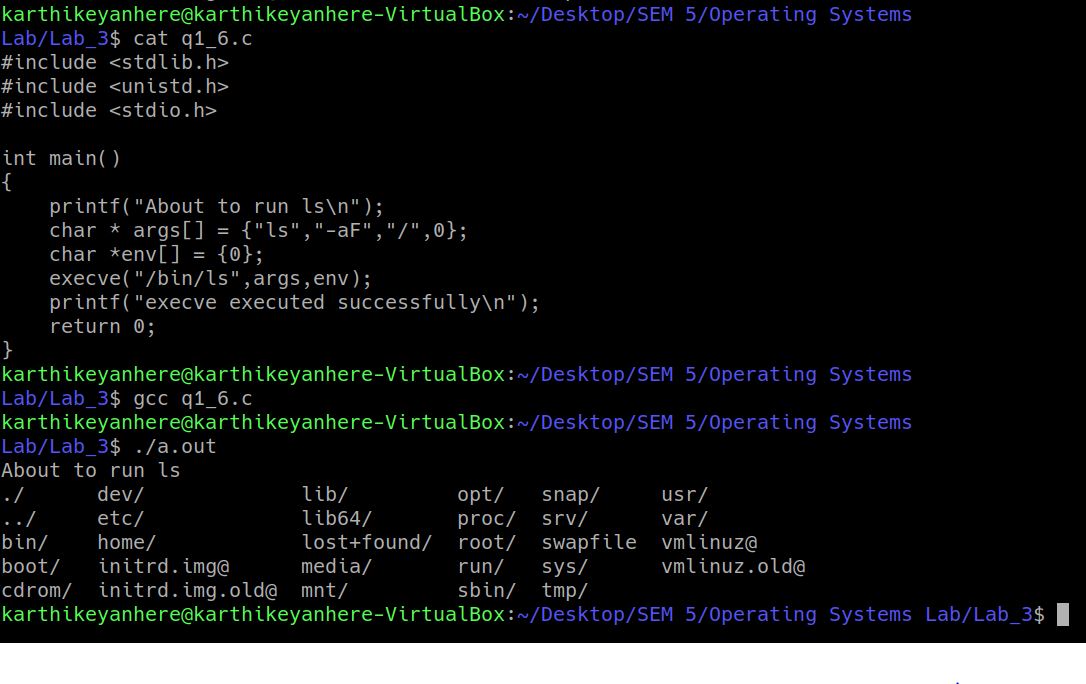 karthikeyanhere@karthikeyanhere-VirtualBox:~/Desktop/SEM 5/Operating Systems
Lab/Lab_3$ cat q1_6.c
#include <stdlib.h>
#include <unistd.h>
#include <stdio.h>

int main()
{
    printf("About to run ls\n");
    char * args[] = {"ls","-aF","/",0};
    char *env[] = {0};
    execve("/bin/ls",args,env);
    printf("execve executed successfully\n");
    return 0;
}
karthikeyanhere@karthikeyanhere-VirtualBox:~/Desktop/SEM 5/Operating Systems
Lab/Lab_3$ gcc q1_6.c
karthikeyanhere@karthikeyanhere-VirtualBox:~/Desktop/SEM 5/Operating Systems
Lab/Lab_3$ ./a.out
About to run ls
./      dev/             lib/         opt/   snap/     usr/
../     etc/             lib64/       proc/  srv/      var/
bin/    home/            lost+found/  root/  swapfile  vmlinuz@
boot/   initrd.img@      media/       run/   sys/      vmlinuz.old@
cdrom/  initrd.img.old@  mnt/         sbin/  tmp/
karthikeyanhere@karthikeyanhere-VirtualBox:~/Desktop/SEM 5/Operating Systems Lab/Lab_3$